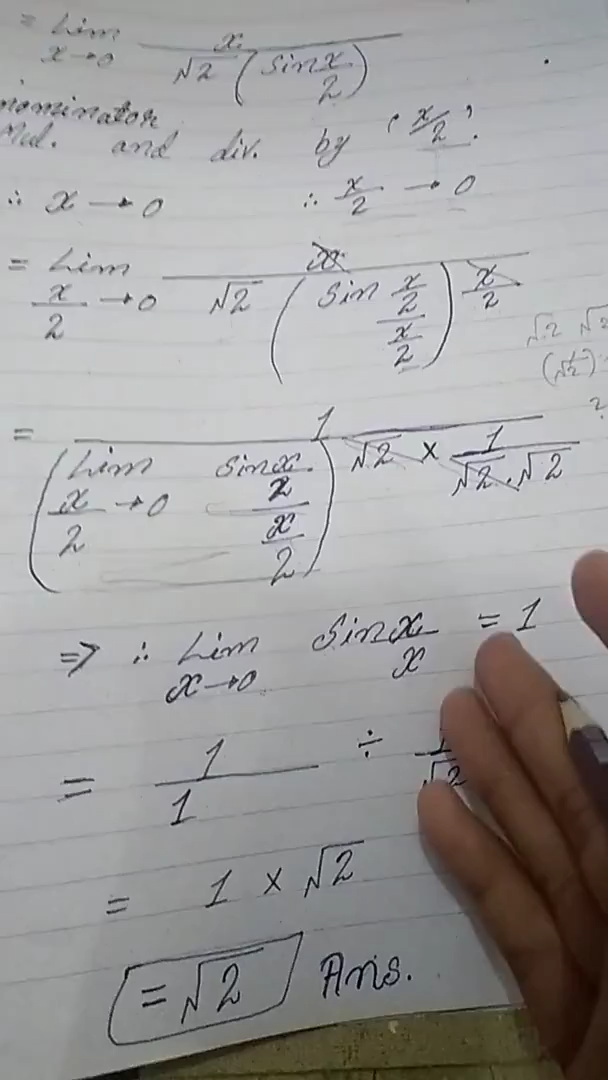 = Lim x→0 x / √2 (Sin x/2)
nominator
Mul. and div. by (x/2).
∴ x → 0 ∴ x/2 → 0
= Lim x/2→0 x / √2 (Sin x/2 / x/2) x/2
√2 √2
= 1 / (Lim x/2→0 Sin x/2 / x/2) √2 × 1/√2.√2
⇒ ∴ Lim x→0 Sin x / x = 1
= 1/1 ÷ 1/√2
= 1 × √2
= √2 Ans.